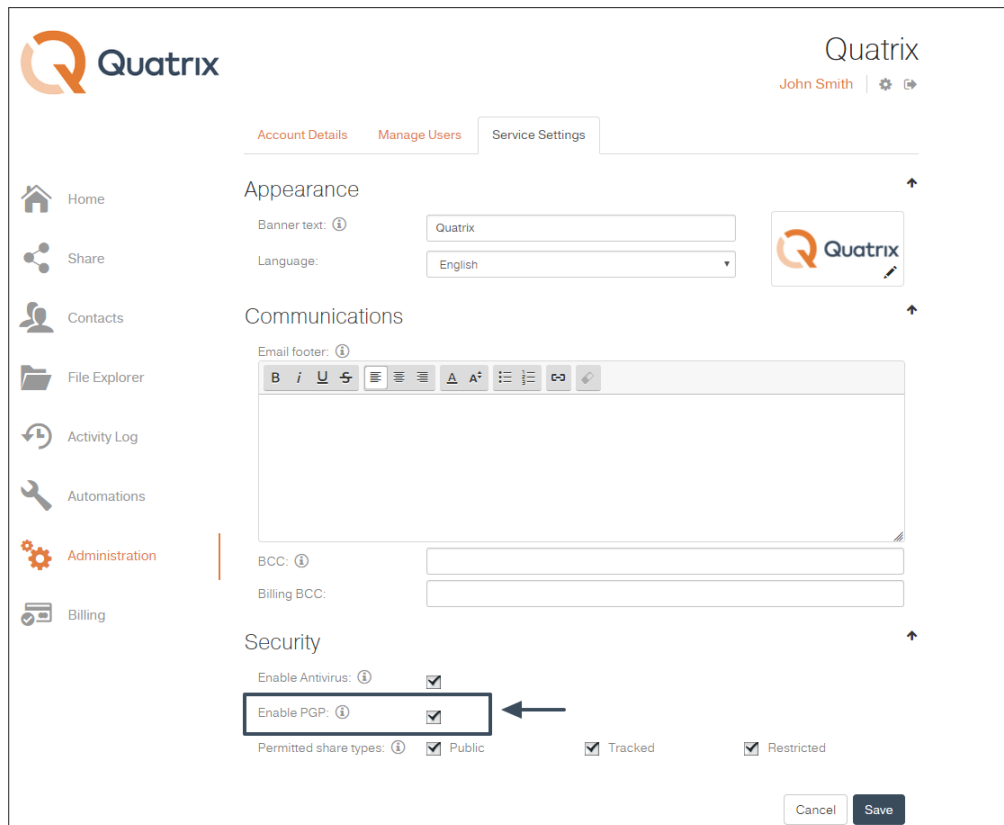 Quatrix
Quatrix
John Smith
Account Details Manage Users Service Settings
Home
Share
Contacts
File Explorer
Activity Log
Automations
Administration
Billing
Appearance
Banner text: Quatrix
Quatrix
Language: English
Communications
Email footer:
B i U S A A
BCC:
Billing BCC:
Security
Enable Antivirus:
Enable PGP:
Permitted share types: Public Tracked Restricted
Cancel Save